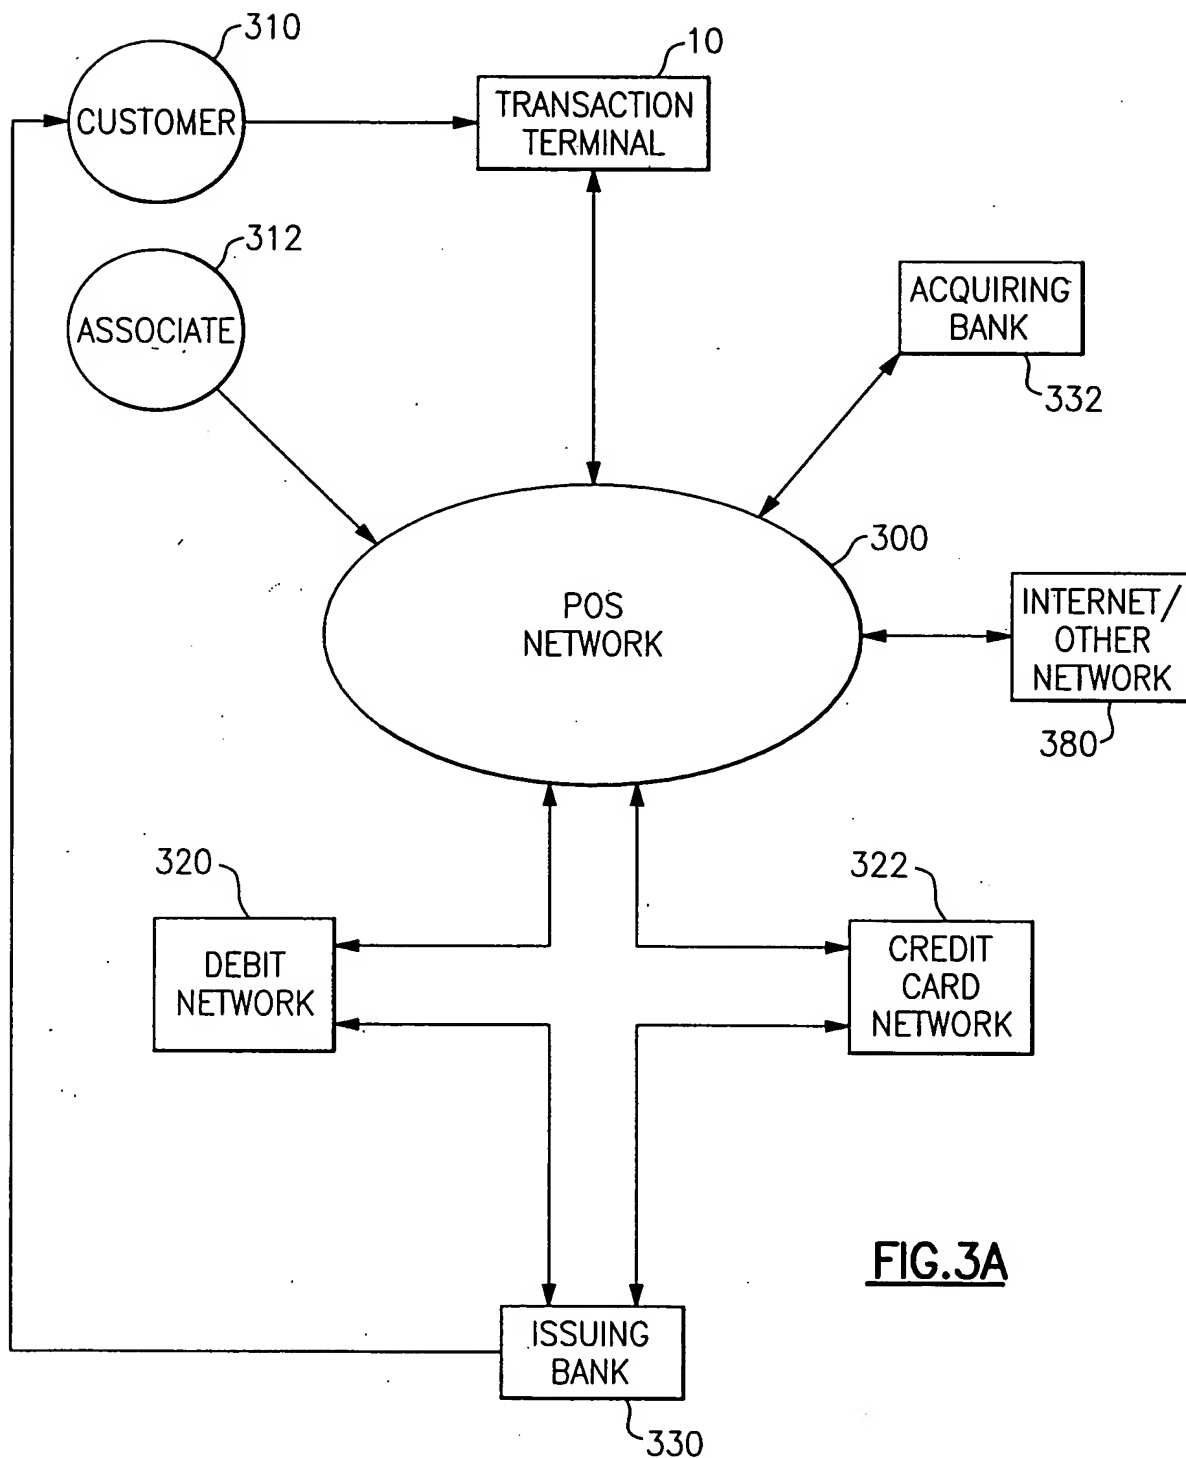 310
10
CUSTOMER
TRANSACTION
TERMINAL
312
ASSOCIATE
ACQUIRING
BANK
332
300
POS
NETWORK
INTERNET/
OTHER
NETWORK
380
320
322
DEBIT
NETWORK
CREDIT
CARD
NETWORK
FIG.3A
ISSUING
BANK
330